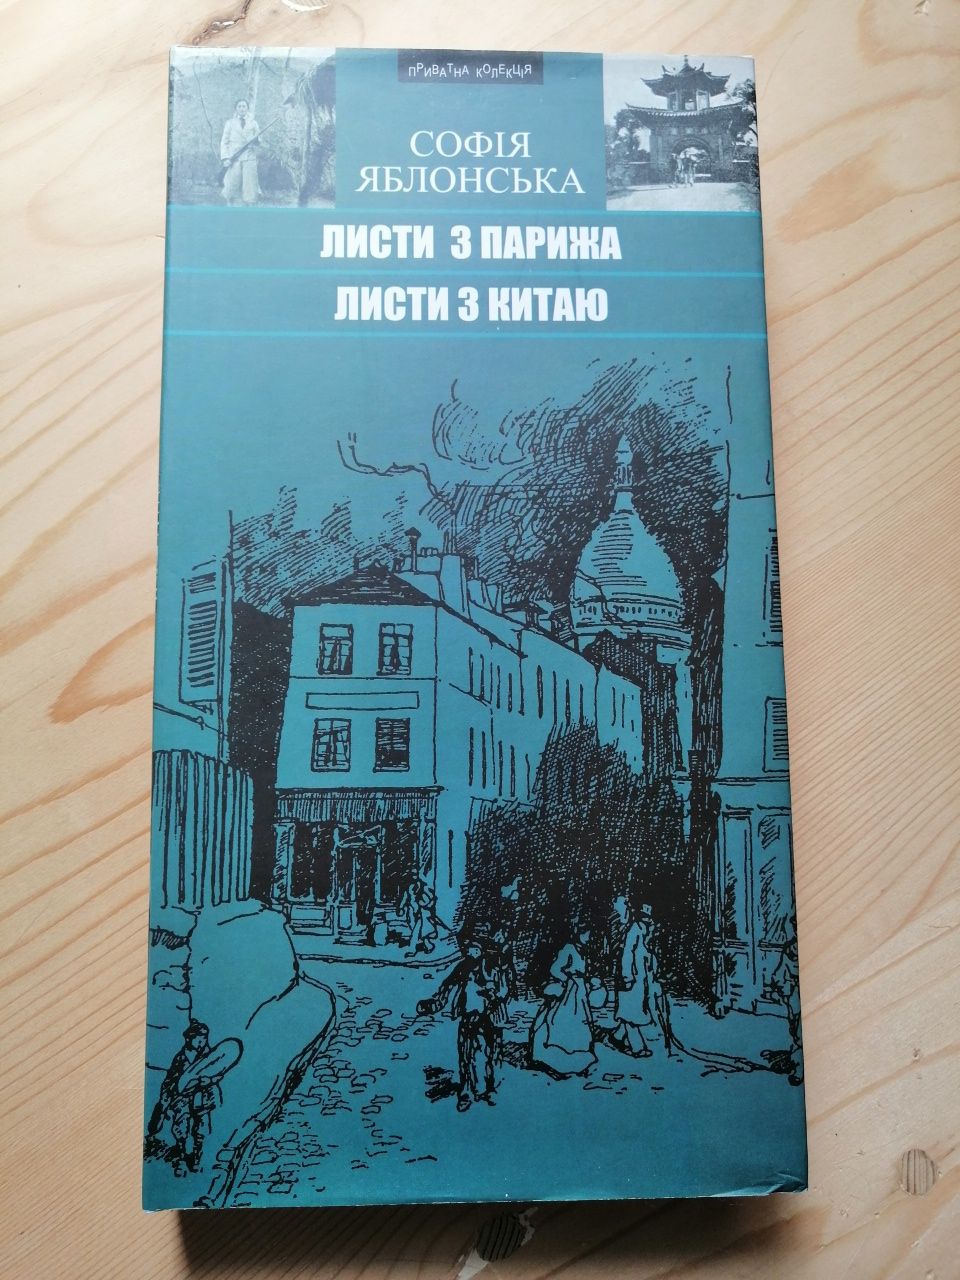 ПРИВАТНА КОЛЕКЦІЯ
СОФІЯ
ЯБЛОНСЬКА
ЛИСТИ З ПАРИЖА
ЛИСТИ З КИТАЮ